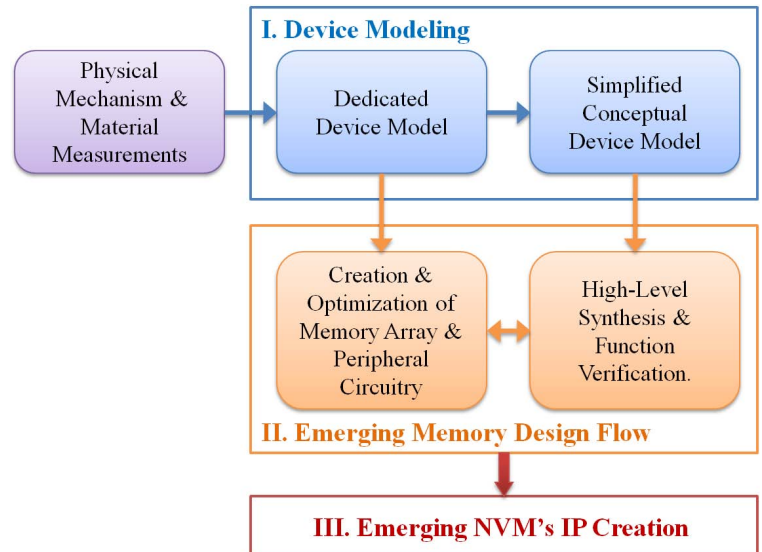 I. Device Modeling
Physical
Mechanism &
Material
Measurements
Dedicated
Device Model
Simplified
Conceptual
Device Model
Creation &
Optimization of
Memory Array &
Peripheral
Circuitry
High-Level
Synthesis &
Function
Verification.
II. Emerging Memory Design Flow
III. Emerging NVM's IP Creation